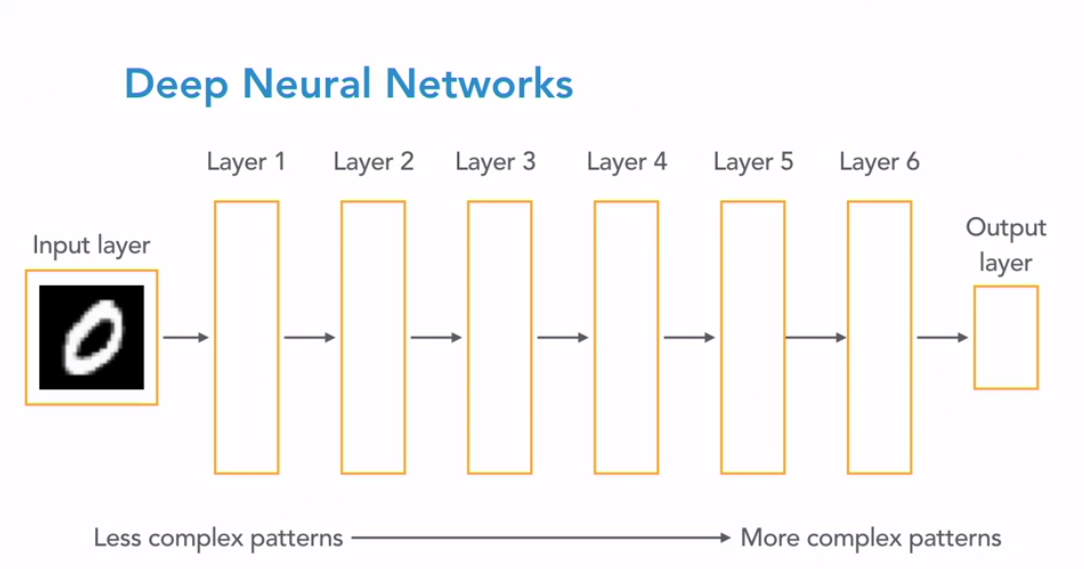 Deep Neural Networks
Layer 1
Layer 2
Layer 3
Layer 4
Layer 5
Layer 6
Input layer
0
Output
layer
Less complex patterns
More complex patterns